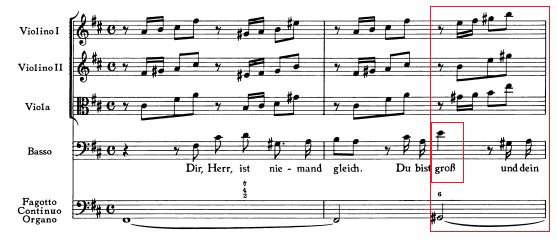 Violino I
Violino II
Viola
Basso
Dir, Herr, ist nie - mand gleich. Du bist groß und dein
Fagotto
Continuo
Organo
7
4
2
6